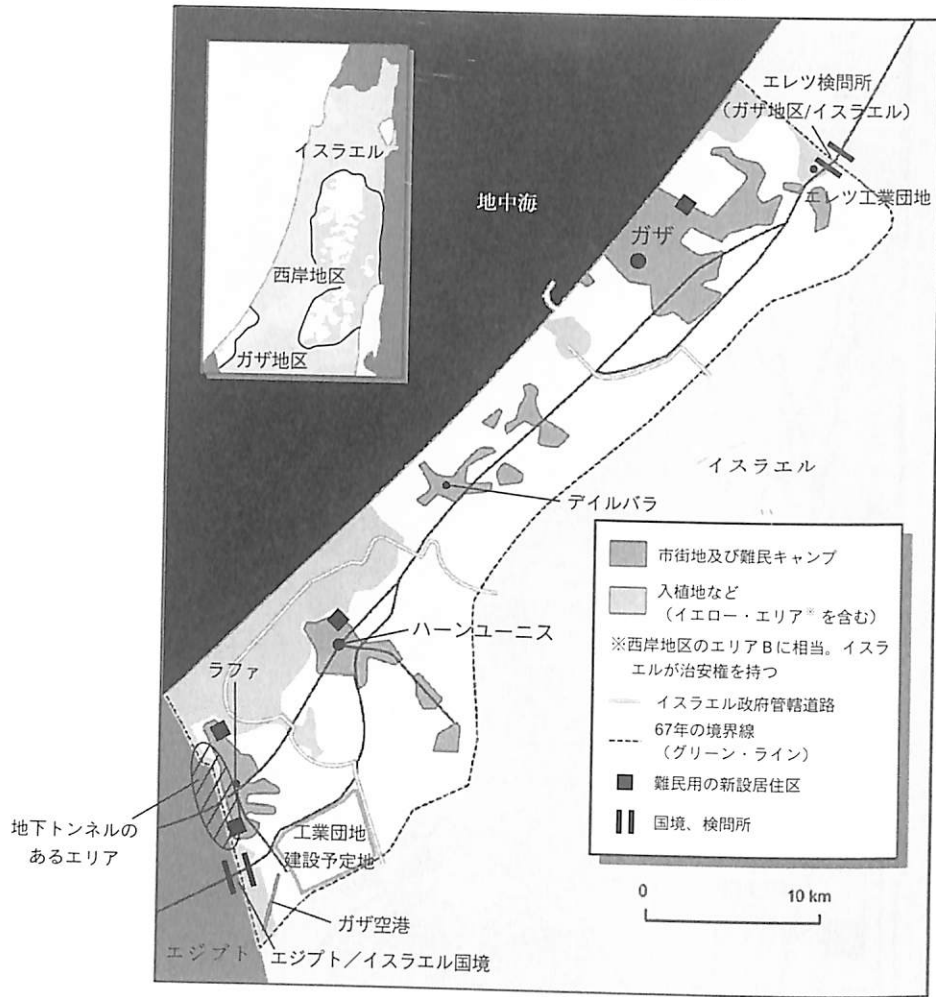 イスラエル
西岸地区
ガザ地区
地中海
エレツ検問所
(ガザ地区/イスラエル)
エレツ工業団地
ガザ
イスラエル
デイルバラ
ハーンユーニス
ラファ
地下トンネルの
あるエリア
工業団地
建設予定地
ガザ空港
エジプト
エジプト/イスラエル国境
市街地及び難民キャンプ
入植地など
(イエロー・エリア※を含む)
※西岸地区のエリアBに相当。イスラ
エルが治安権を持つ
イスラエル政府管轄道路
67年の境界線
(グリーン・ライン)
難民用の新設居住区
国境、検問所
0 10 km